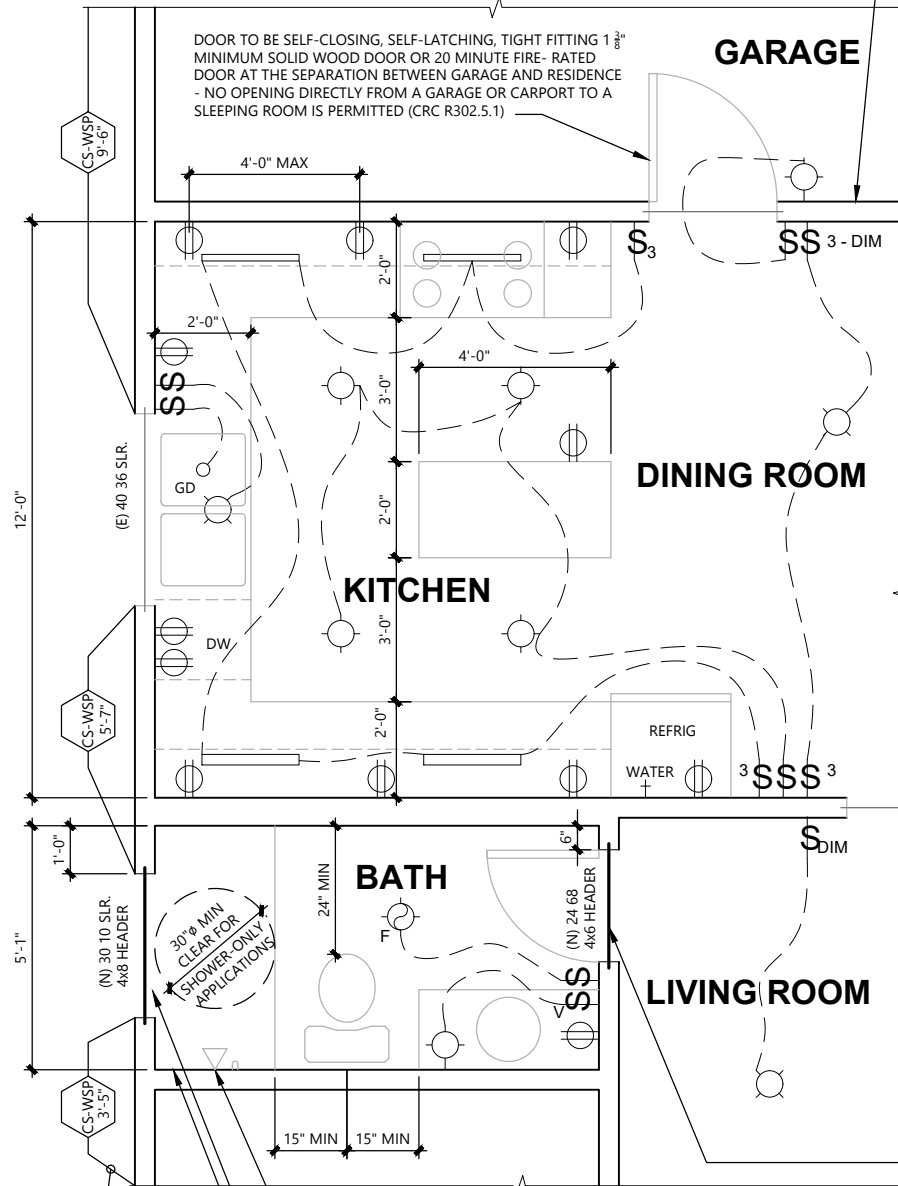 DOOR TO BE SELF-CLOSING, SELF-LATCHING, TIGHT FITTING 1 3/8"
MINIMUM SOLID WOOD DOOR OR 20 MINUTE FIRE- RATED
DOOR AT THE SEPARATION BETWEEN GARAGE AND RESIDENCE
- NO OPENING DIRECTLY FROM A GARAGE OR CARPORT TO A
SLEEPING ROOM IS PERMITTED (CRC R302.5.1)
GARAGE
CS-WSP
9'-6"
4'-0" MAX
S3
SS 3 - DIM
2'-0"
2'-0"
4'-0"
3'-0"
SS
GD
(E) 40 36 SLR.
12'-0"
DINING ROOM
2'-0"
KITCHEN
3'-0"
DW
CS-WSP
5'-7"
2'-0"
REFRIG
WATER
3 SSS 3
S DIM
1'-0"
6"
BATH
24" MIN
F
(N) 24 68
4x6 HEADER
5'-1"
(N) 30 10 SLR.
4x8 HEADER
30"φ MIN
CLEAR FOR
SHOWER-ONLY
APPLICATIONS
SS
V
LIVING ROOM
CS-WSP
3'-5"
15" MIN
15" MIN